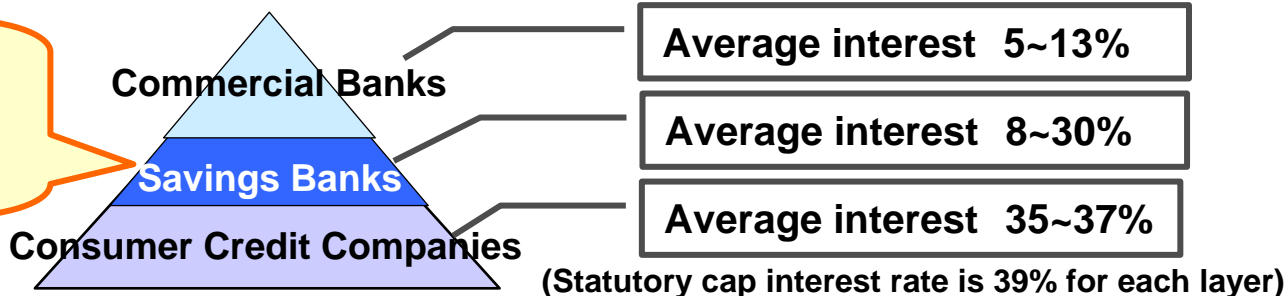 Commercial Banks
Average interest 5~13%
Savings Banks
Average interest 8~30%
Consumer Credit Companies
Average interest 35~37%
(Statutory cap interest rate is 39% for each layer)